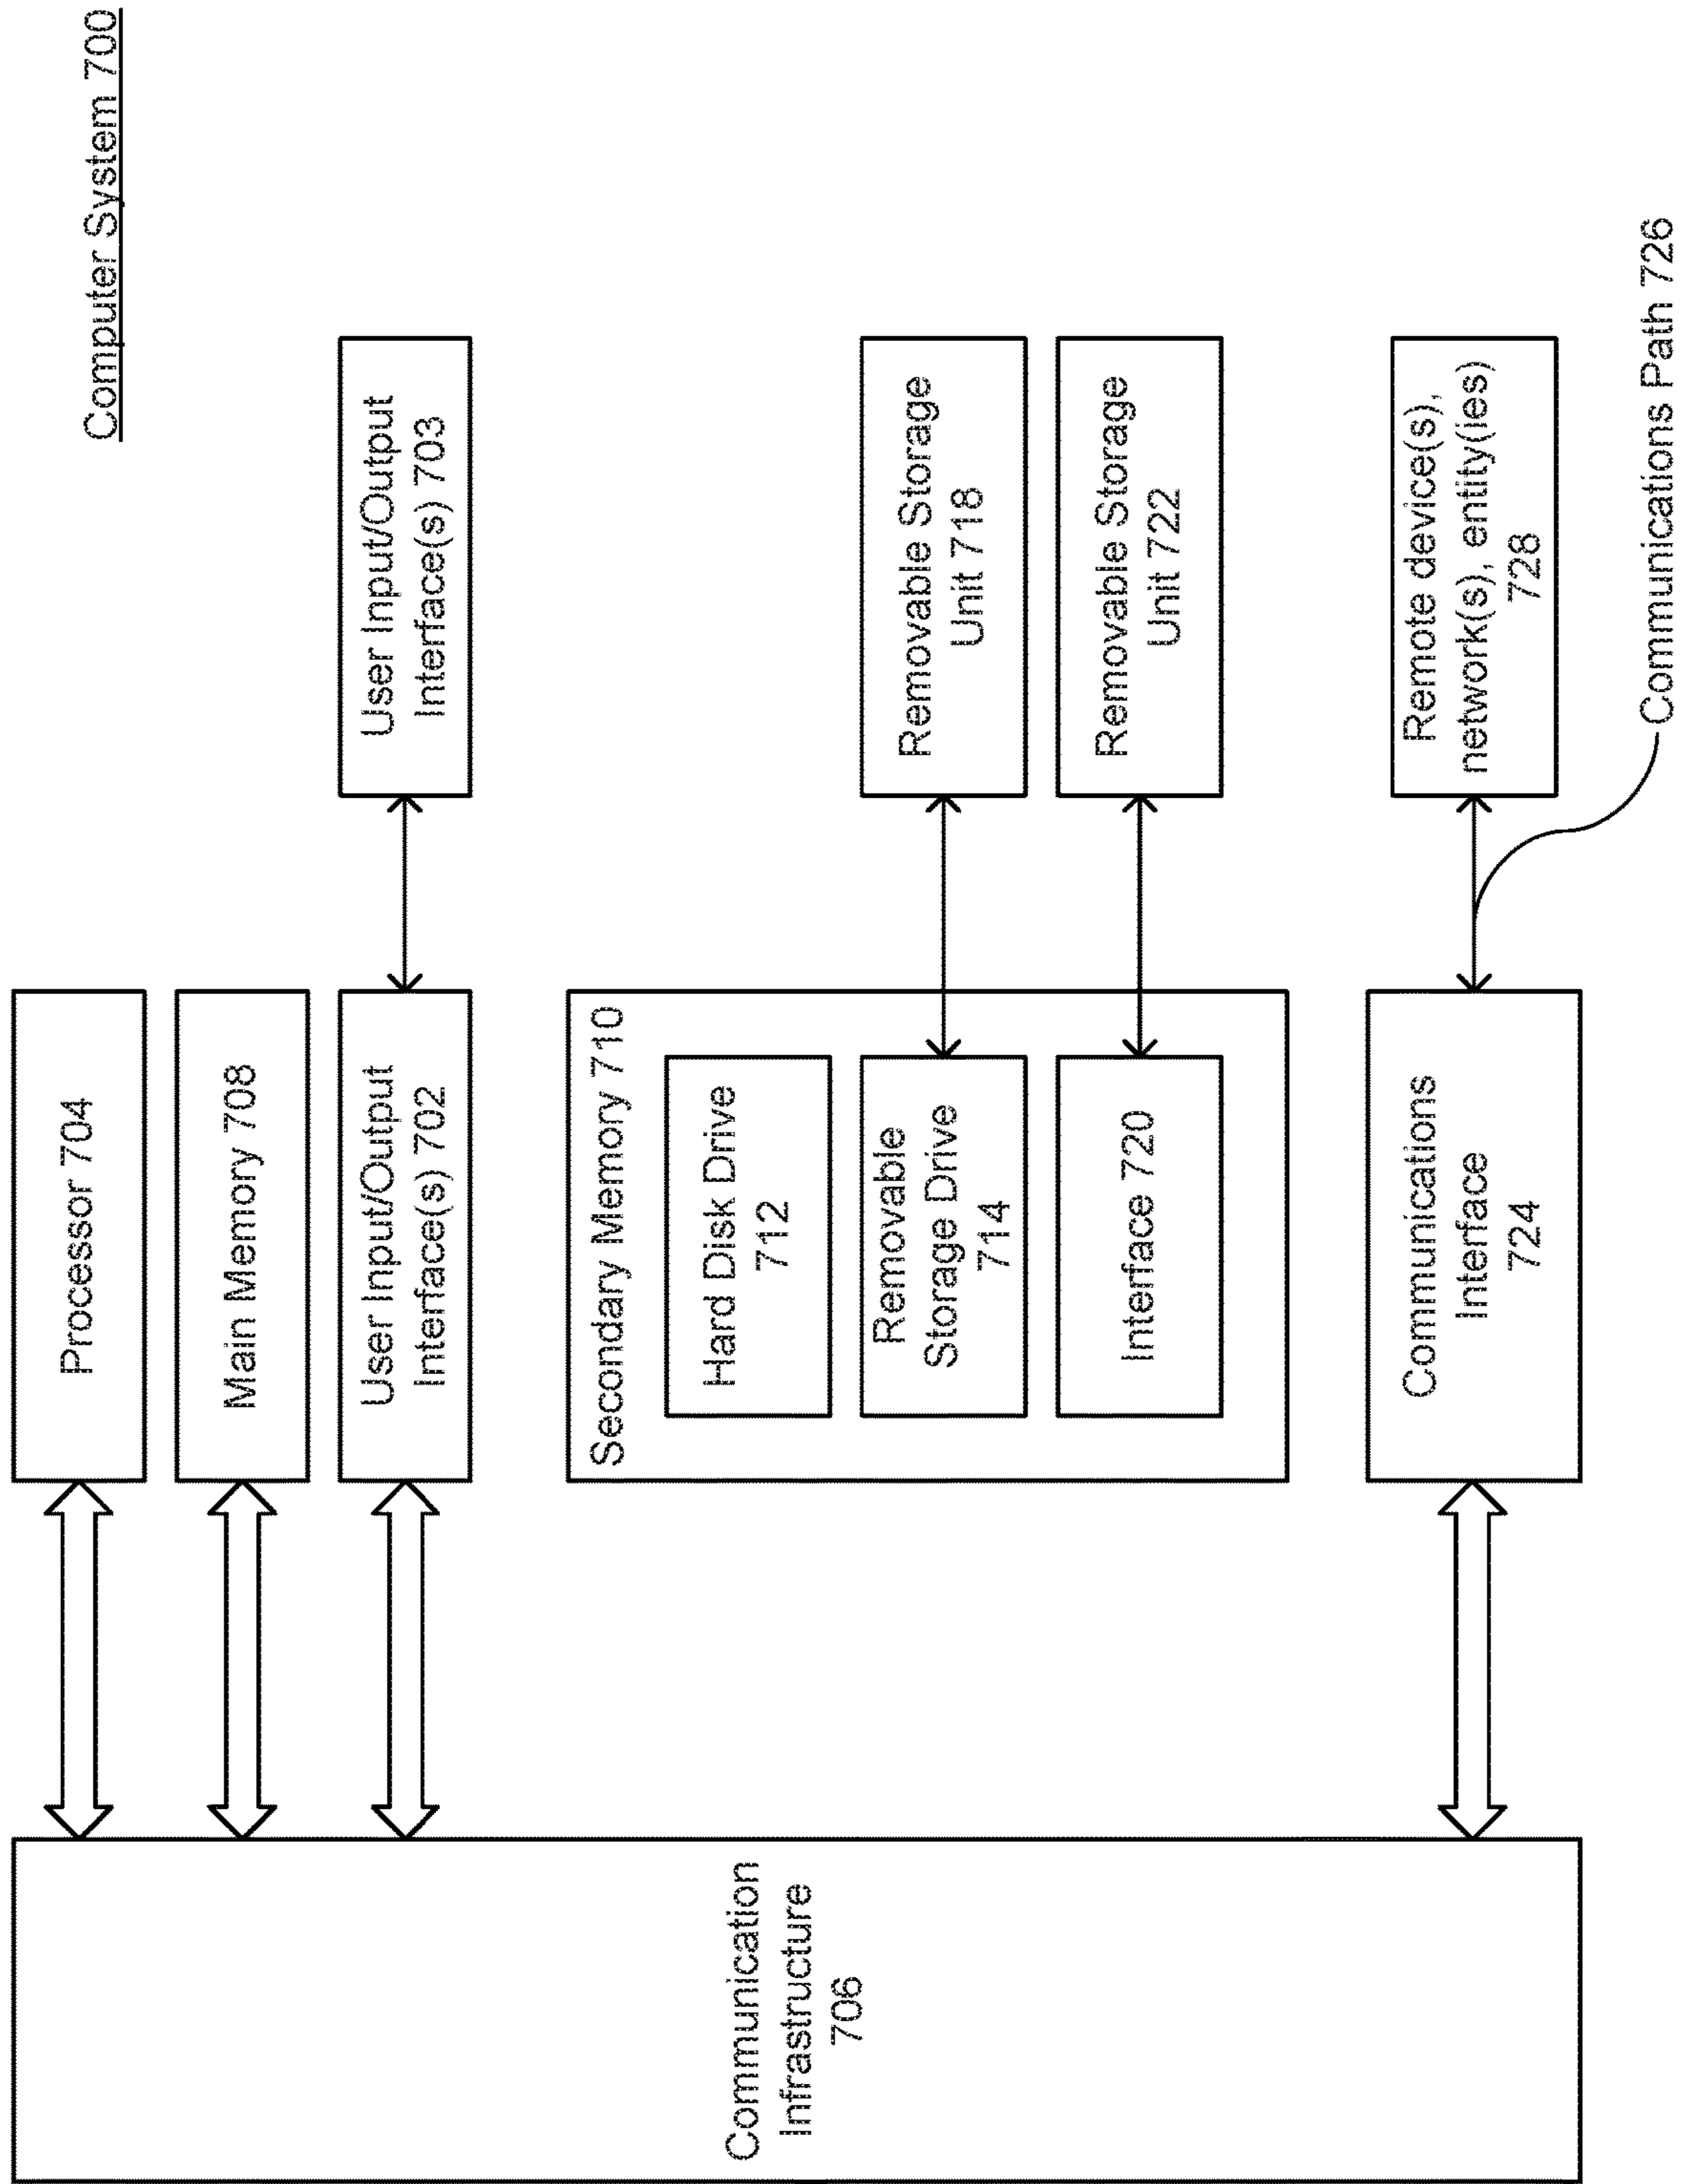 Computer System 700
Communication
Infrastructure
706
Processor 704
Main Memory 708
User Input/Output
Interface(s) 702
User Input/Output
Interface(s) 703
Secondary Memory 710
Hard Disk Drive
712
Removable
Storage Drive
714
Interface 720
Removable Storage
Unit 718
Removable Storage
Unit 722
Communications
Interface
724
Remote device(s),
network(s), entity(ies)
728
Communications Path 726